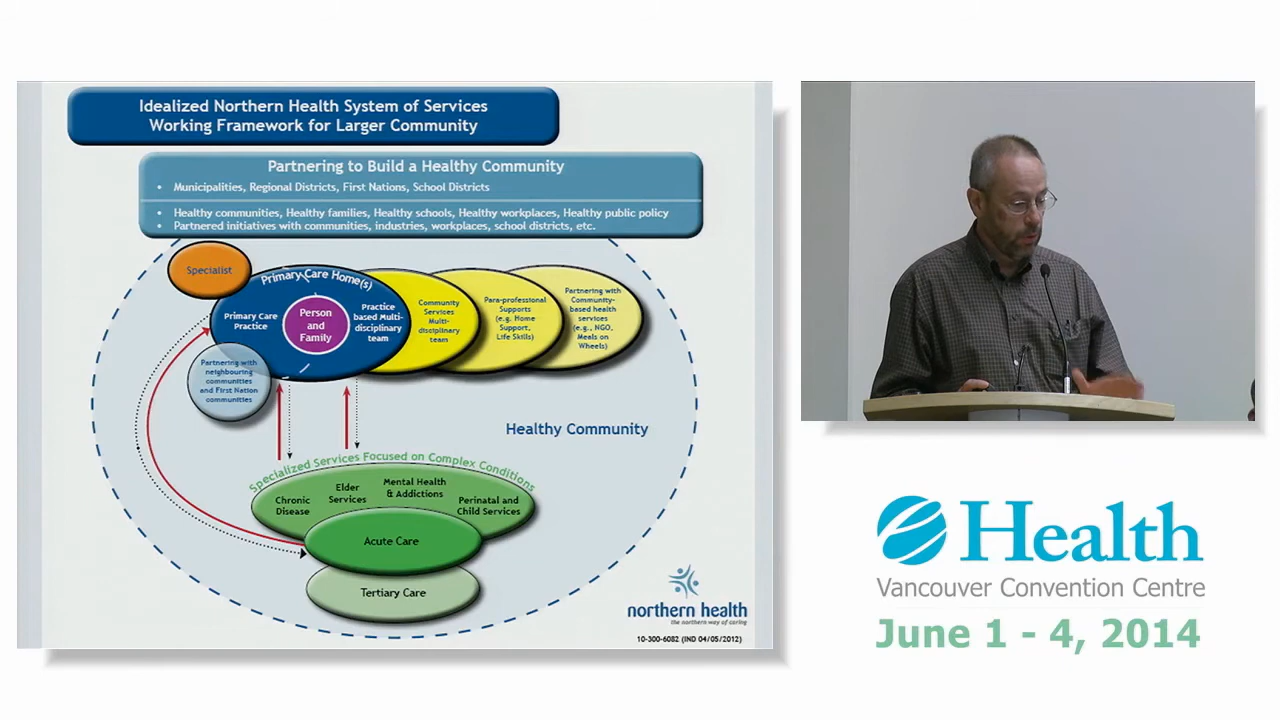 Idealized Northern Health System of Services
Working Framework for Larger Community
Partnering to Build a Healthy Community
• Municipalities, Regional Districts, First Nations, School Districts
• Healthy communities, Healthy families, Healthy schools, Healthy workplaces, Healthy public policy
• Partnered initiatives with communities, industries, workplaces, school districts, etc.
Specialist
Primary Care Home(s)
Primary Care
Practice
Person
and
Family
Practice
based Multi-
disciplinary
team
Community
Services
Multi-
disciplinary
team
Para-professional
Supports
(e.g. Home
Support,
Life Skills)
Partnering with
Community-
based health
services
(e.g., NGO,
Meals on
Wheels)
Partnering with
neighbouring
communities
and First Nation
communities
Healthy Community
Specialized Services Focused on Complex Conditions
Chronic
Disease
Elder
Services
Mental Health
& Addictions
Perinatal and
Child Services
Acute Care
Tertiary Care
northern health
the northern way of caring
10-300-6082 (IND 04/05/2012)
e Health
Vancouver Convention Centre
June 1 - 4, 2014